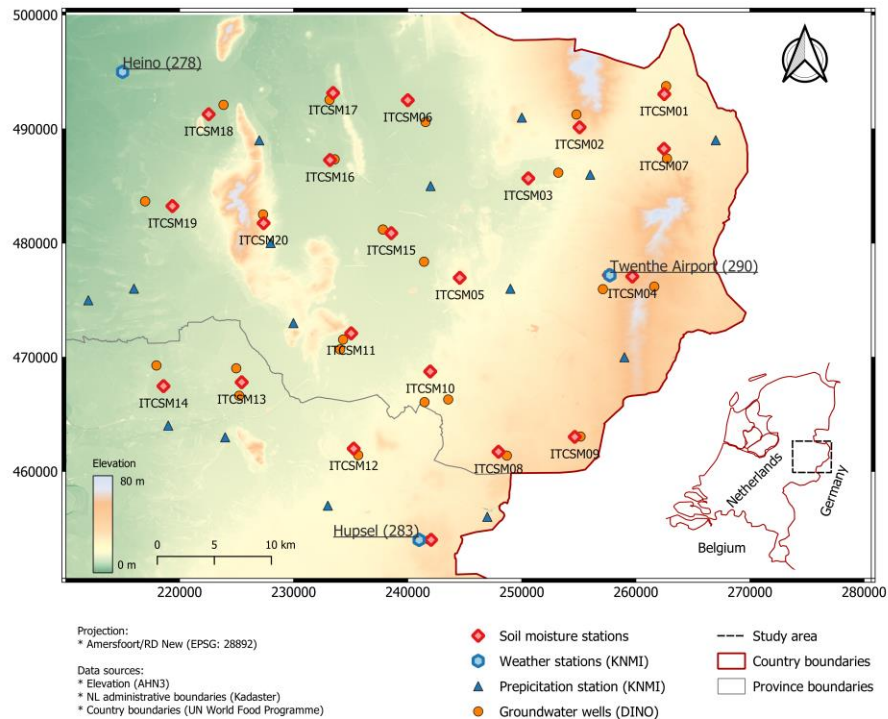 500000
490000
480000
470000
460000
Heino (278)
ITCSM17
ITCSM06
ITCSM01
ITCSM18
ITCSM02
ITCSM16
ITCSM07
ITCSM03
ITCSM19
ITCSM20
ITCSM15
Twenthe Airport (290)
ITCSM05
ITCSM04
ITCSM11
ITCSM10
ITCSM14
ITCSM13
ITCSM12
ITCSM08
ITCSM09
Hupsel (283)
Elevation
80 m
0 m
0 5 10 km
Netherlands
Germany
Belgium
220000 230000 240000 250000 260000 270000 280000
Projection:
* Amersfoort/RD New (EPSG: 28892)
Data sources:
* Elevation (AHN3)
* NL administrative boundaries (Kadaster)
* Country boundaries (UN World Food Programme)
Soil moisture stations
Weather stations (KNMI)
Prepicitation station (KNMI)
Groundwater wells (DINO)
Study area
Country boundaries
Province boundaries